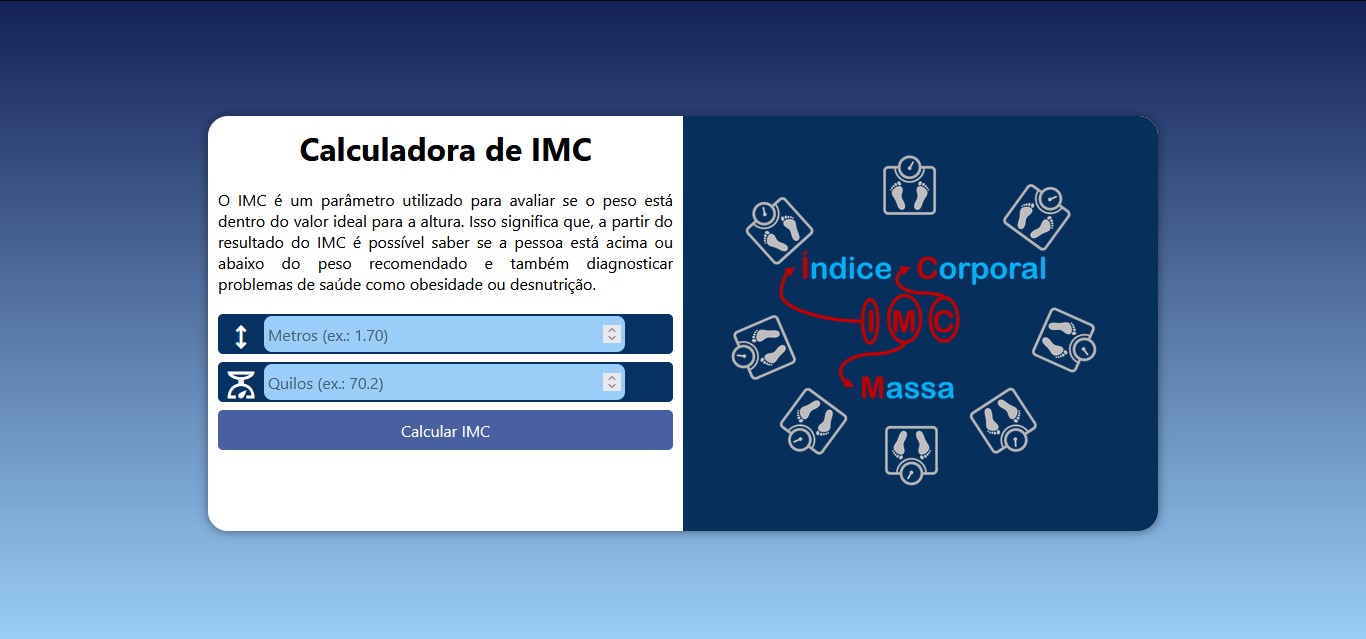 Calculadora de IMC
O IMC é um parâmetro utilizado para avaliar se o peso está
dentro do valor ideal para a altura. Isso significa que, a partir do
resultado do IMC é possível saber se a pessoa está acima ou
abaixo do peso recomendado e também diagnosticar
problemas de saúde como obesidade ou desnutrição.
Metros (ex.: 1.70)
Quilos (ex.: 70.2)
Calcular IMC
Índice Corporal
I M C
Massa